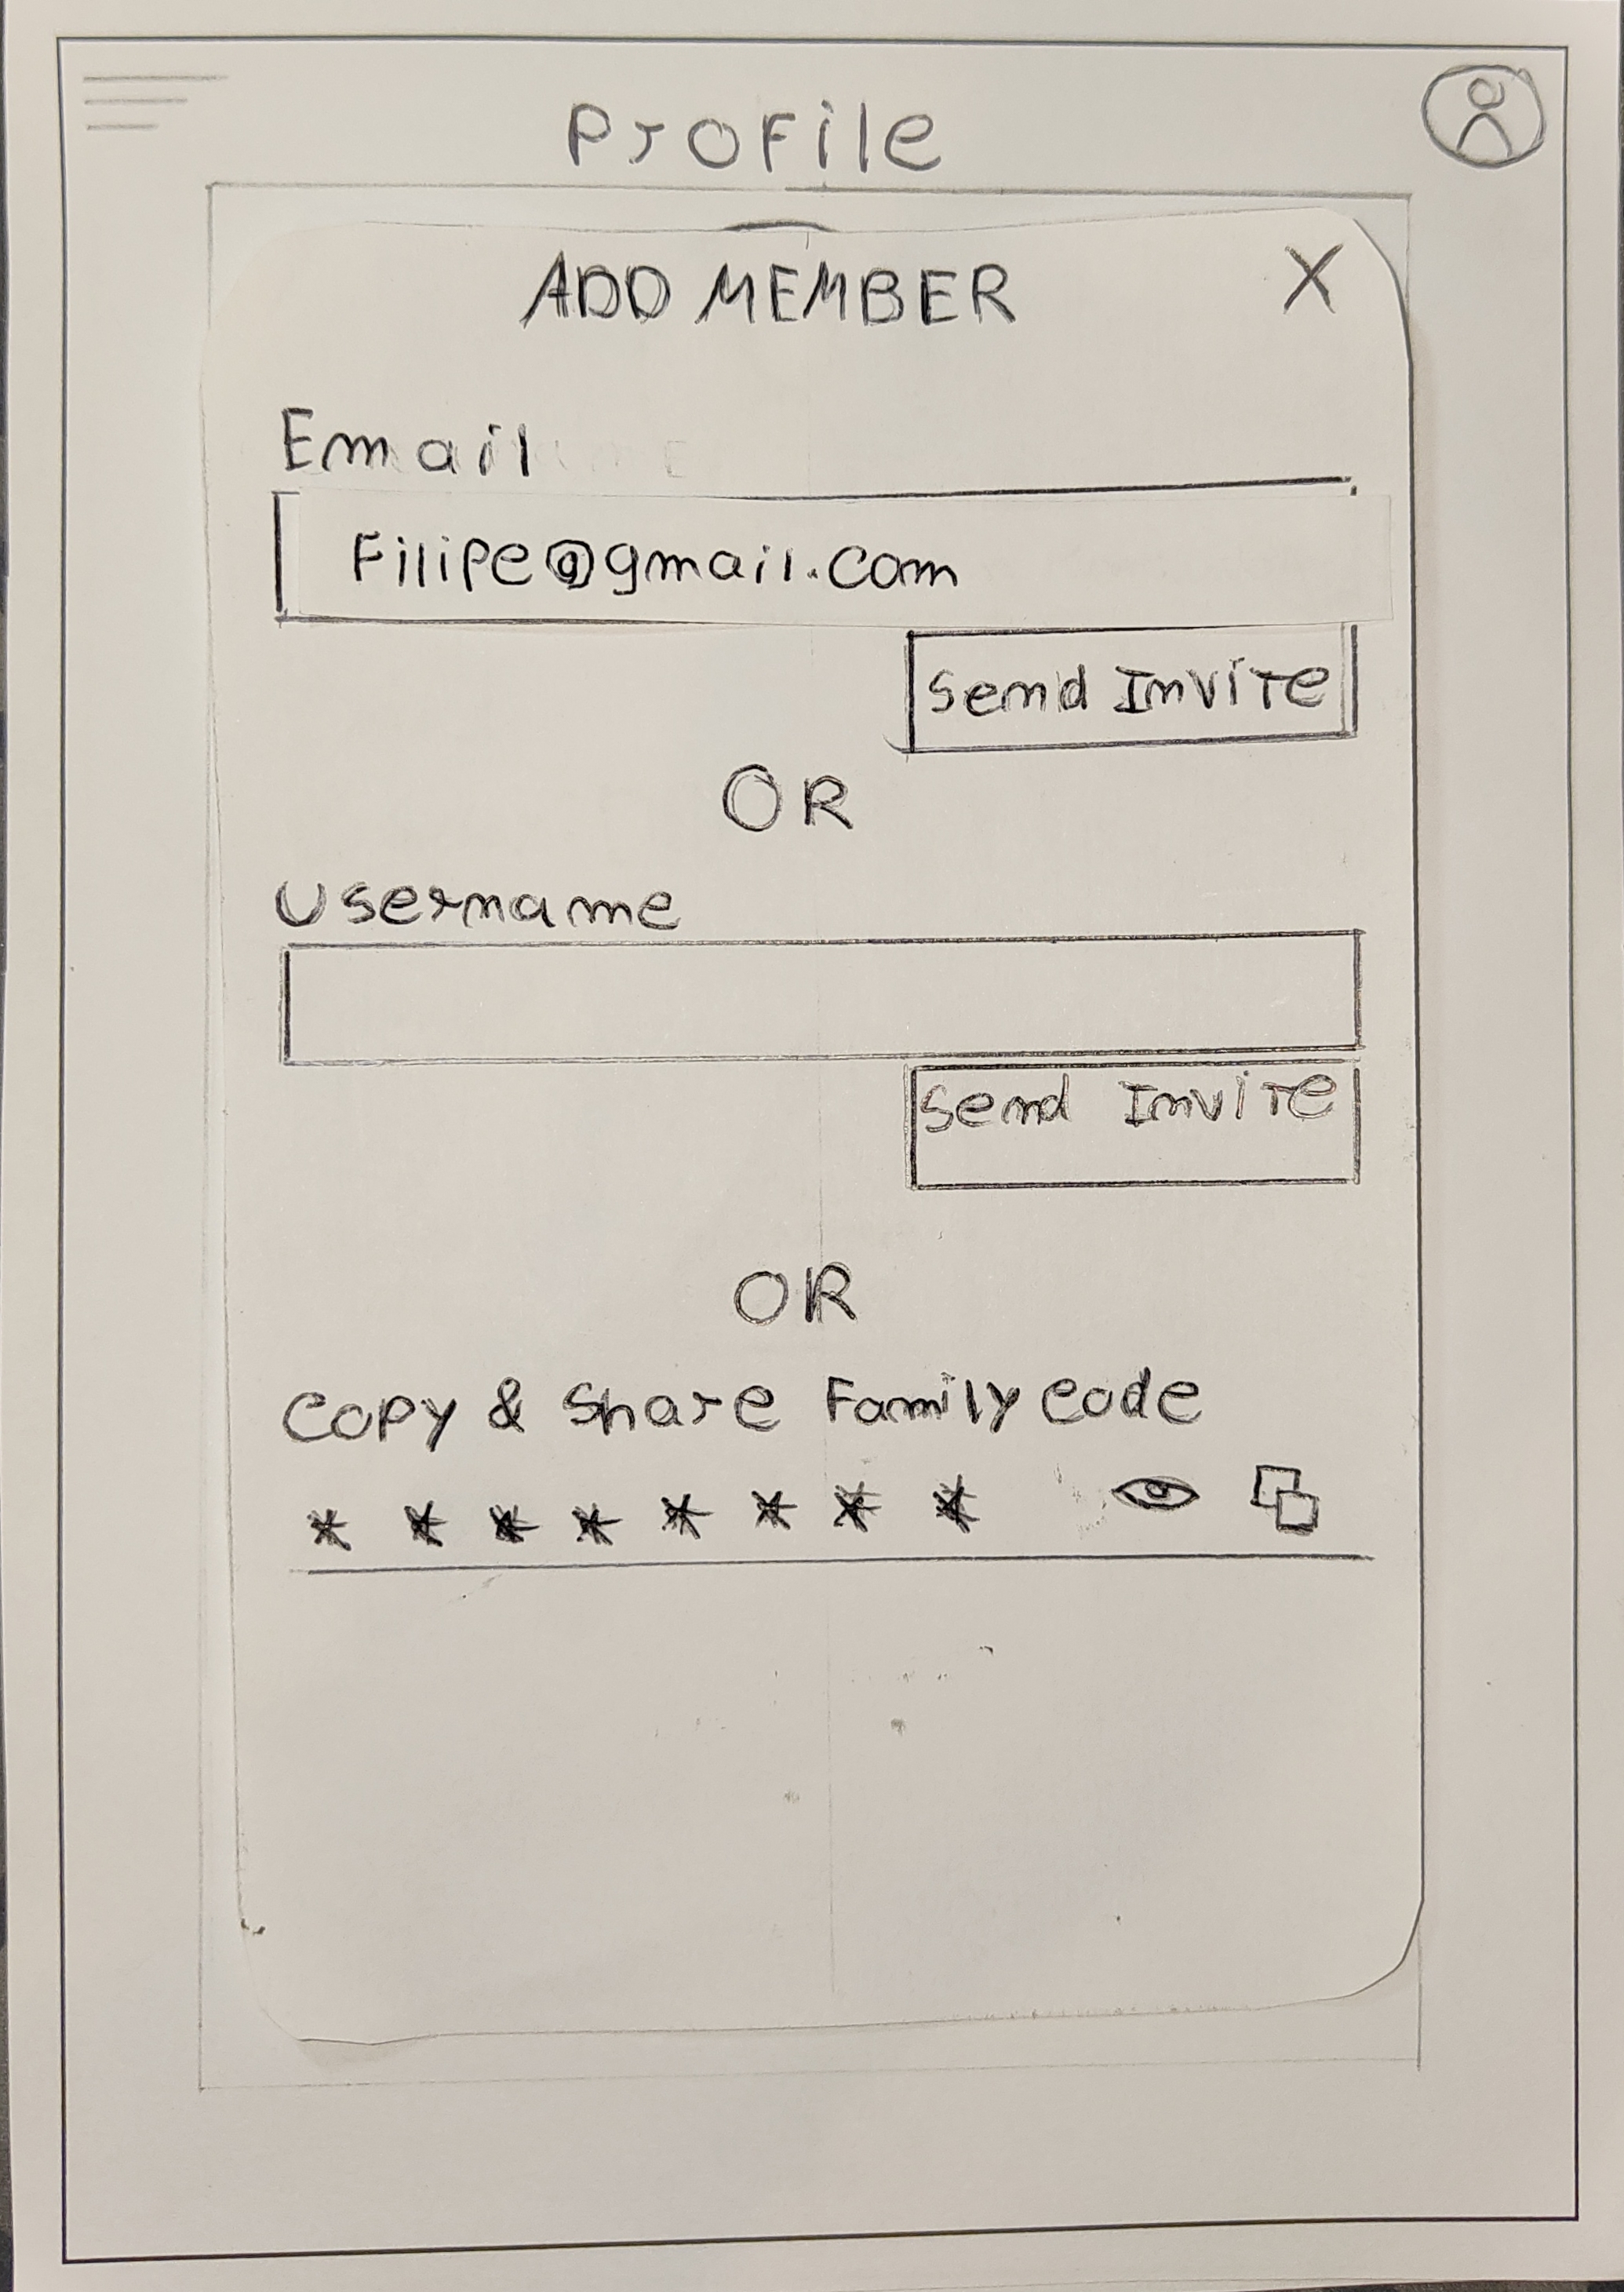 Profile
ADD MEMBER X
Email
Filipe@gmail.com
Send Invite
OR
Username
Send Invite
OR
Copy & Share Family code
* * * * * * * *